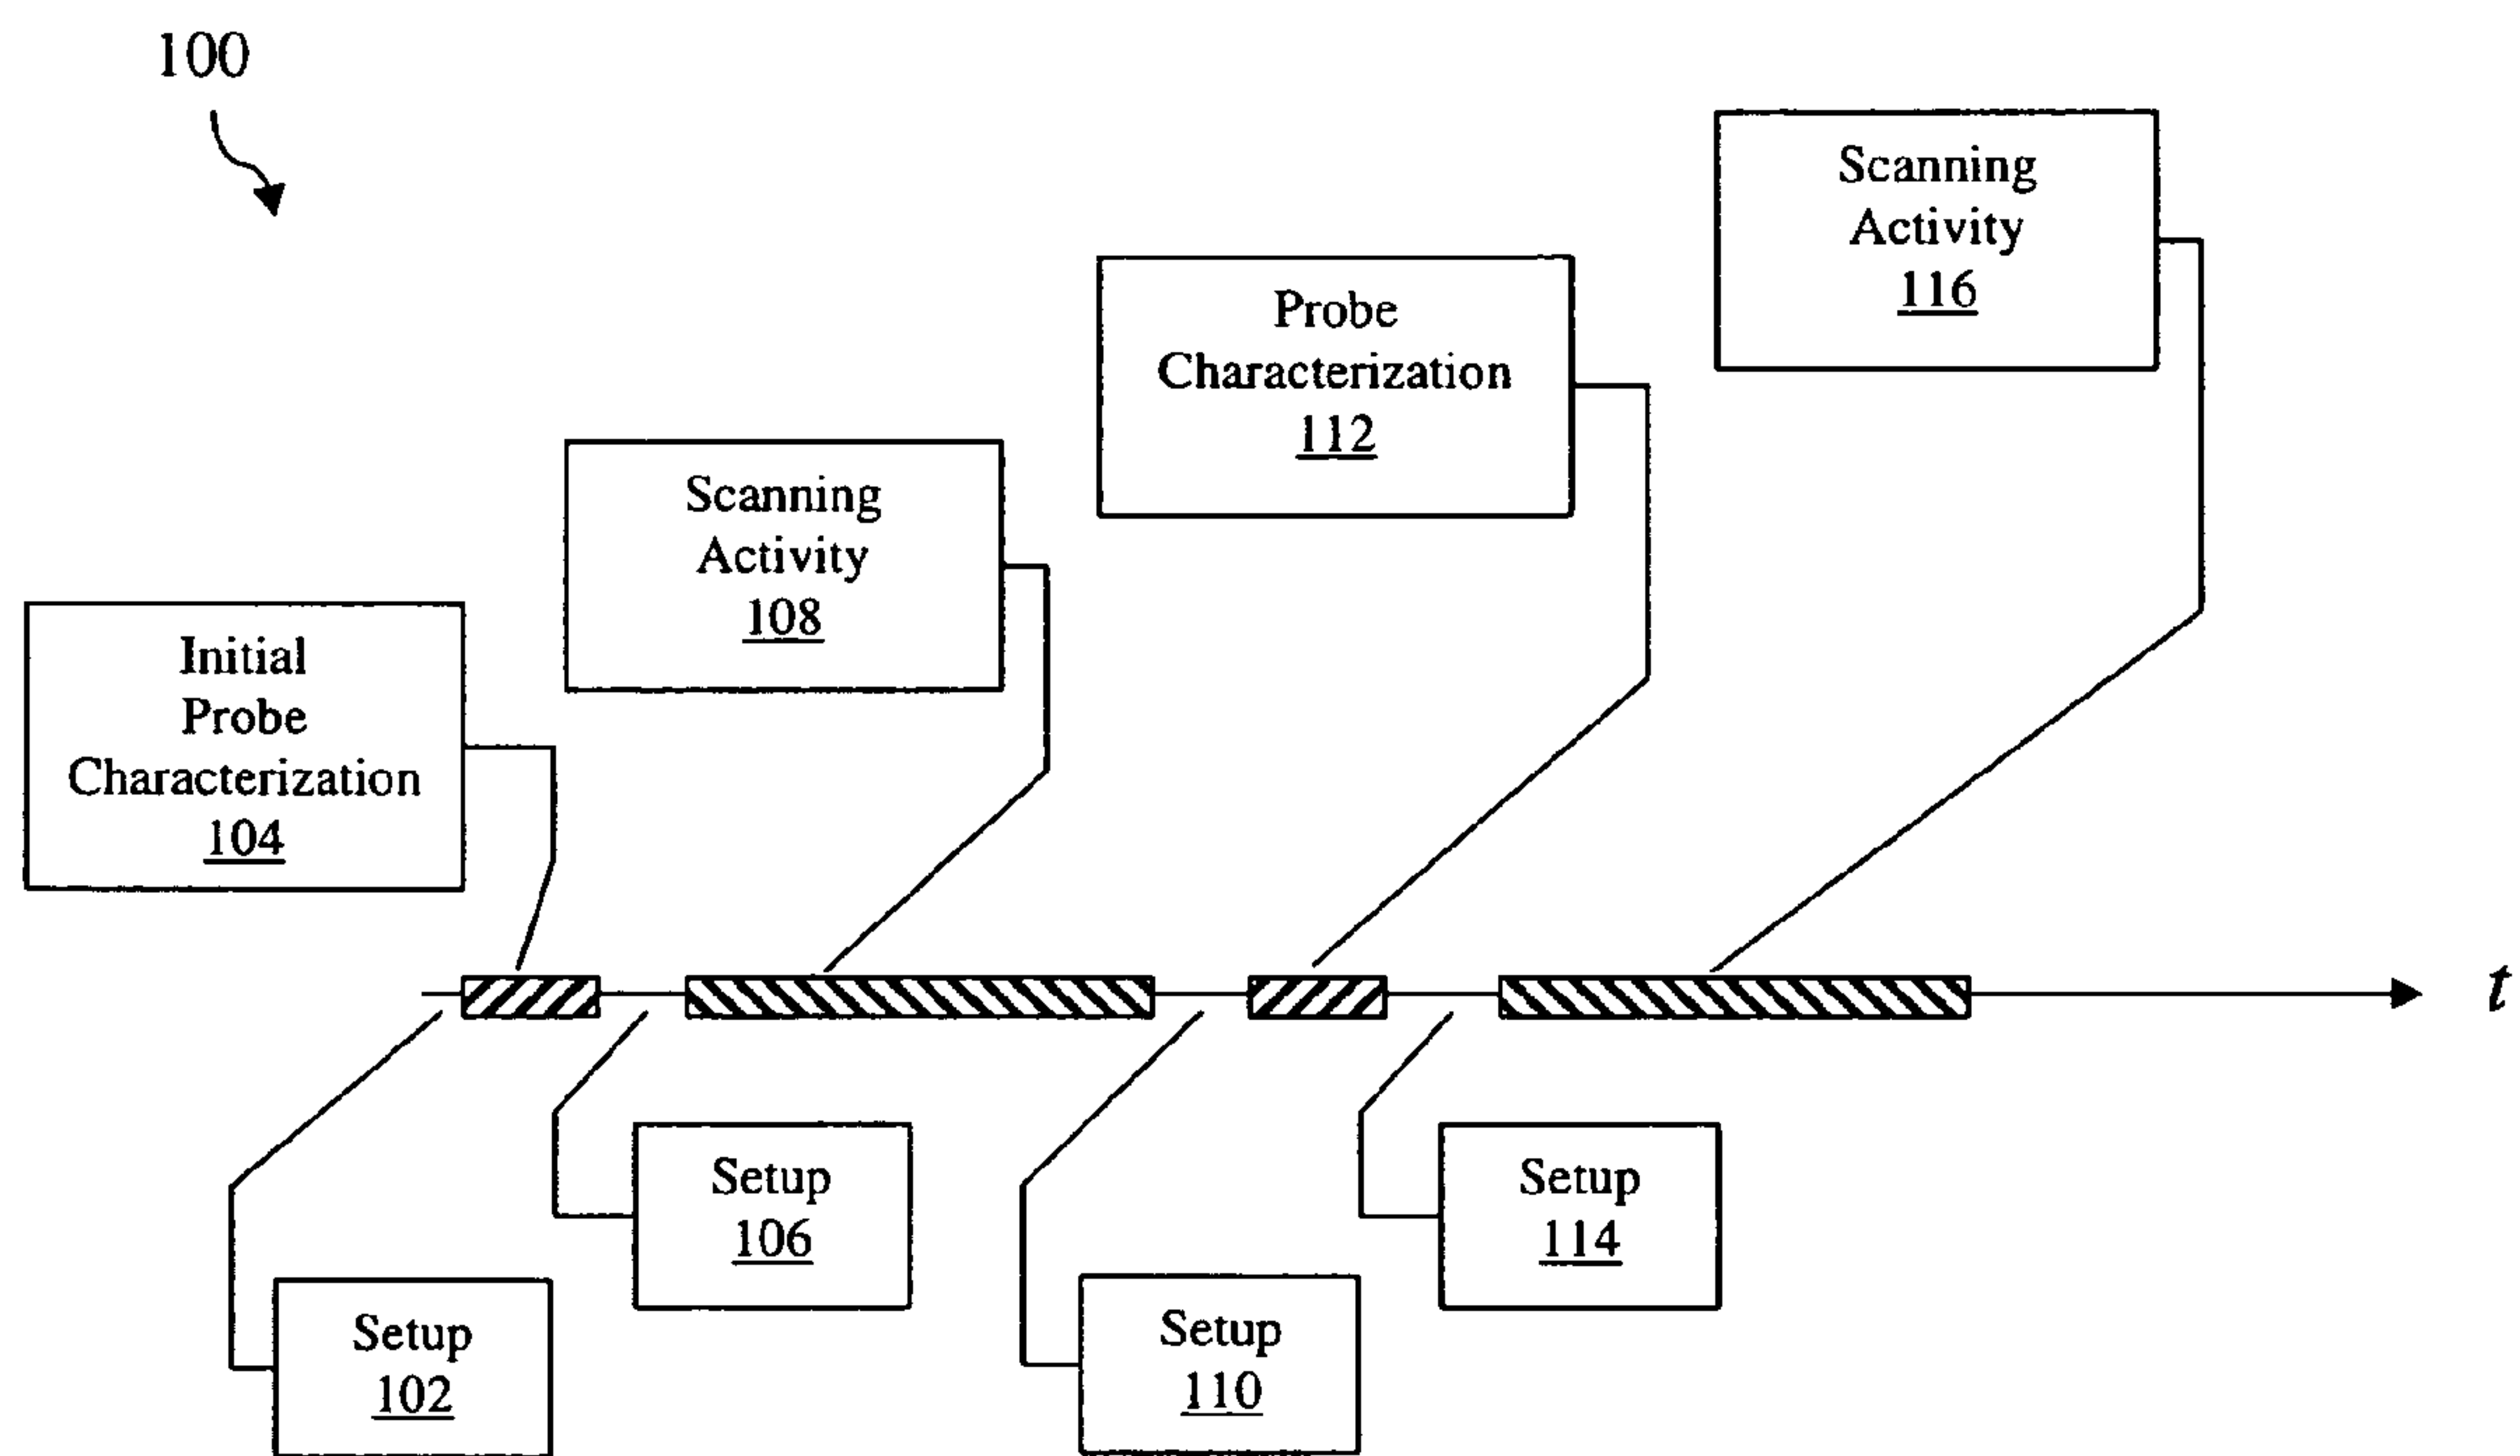 100
Scanning
Activity
116
Probe
Characterization
112
Scanning
Activity
108
Initial
Probe
Characterization
104
t
Setup
106
Setup
114
Setup
102
Setup
110